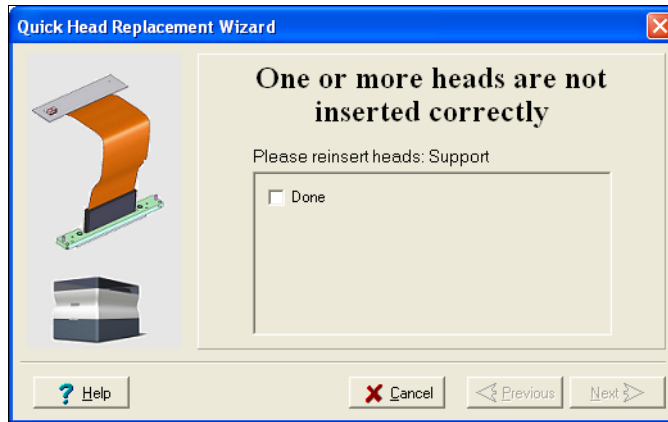 Quick Head Replacement Wizard
One or more heads are not
inserted correctly
Please reinsert heads: Support
Done
? Help
Cancel
Previous
Next